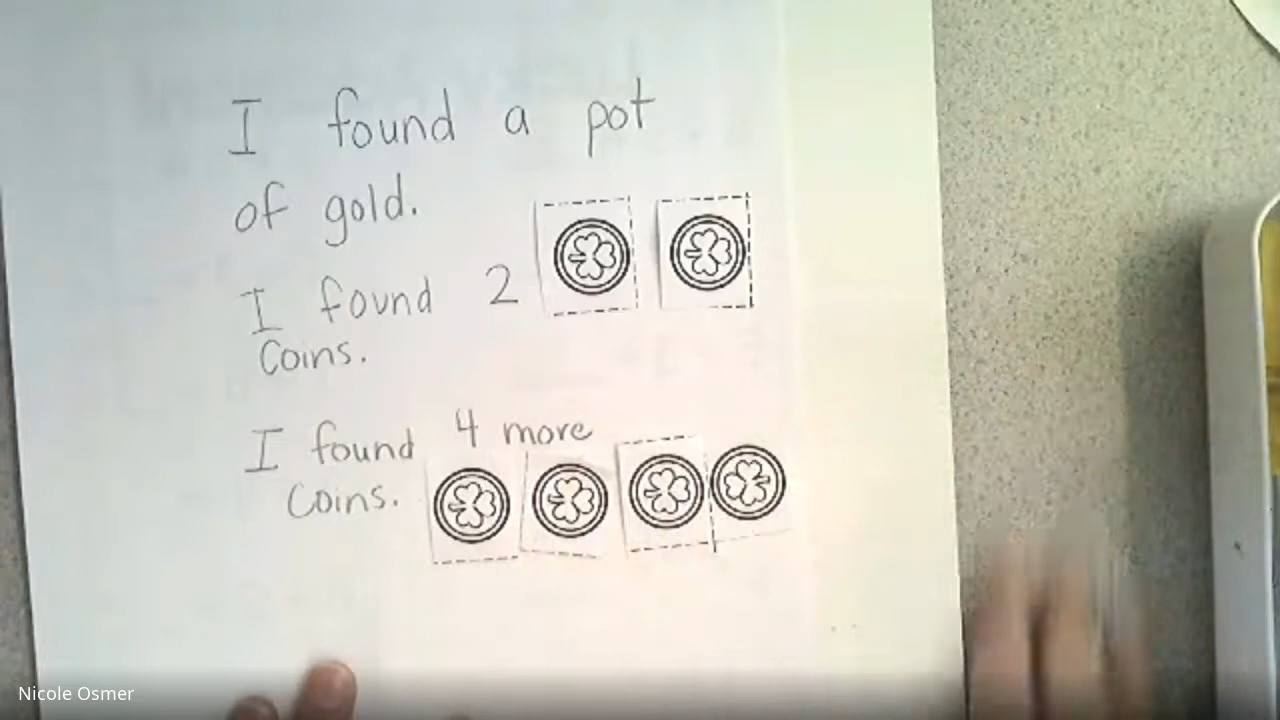 I found a pot
of gold.
I found 2
Coins.
I found 4 more
Coins.
Nicole Osmer